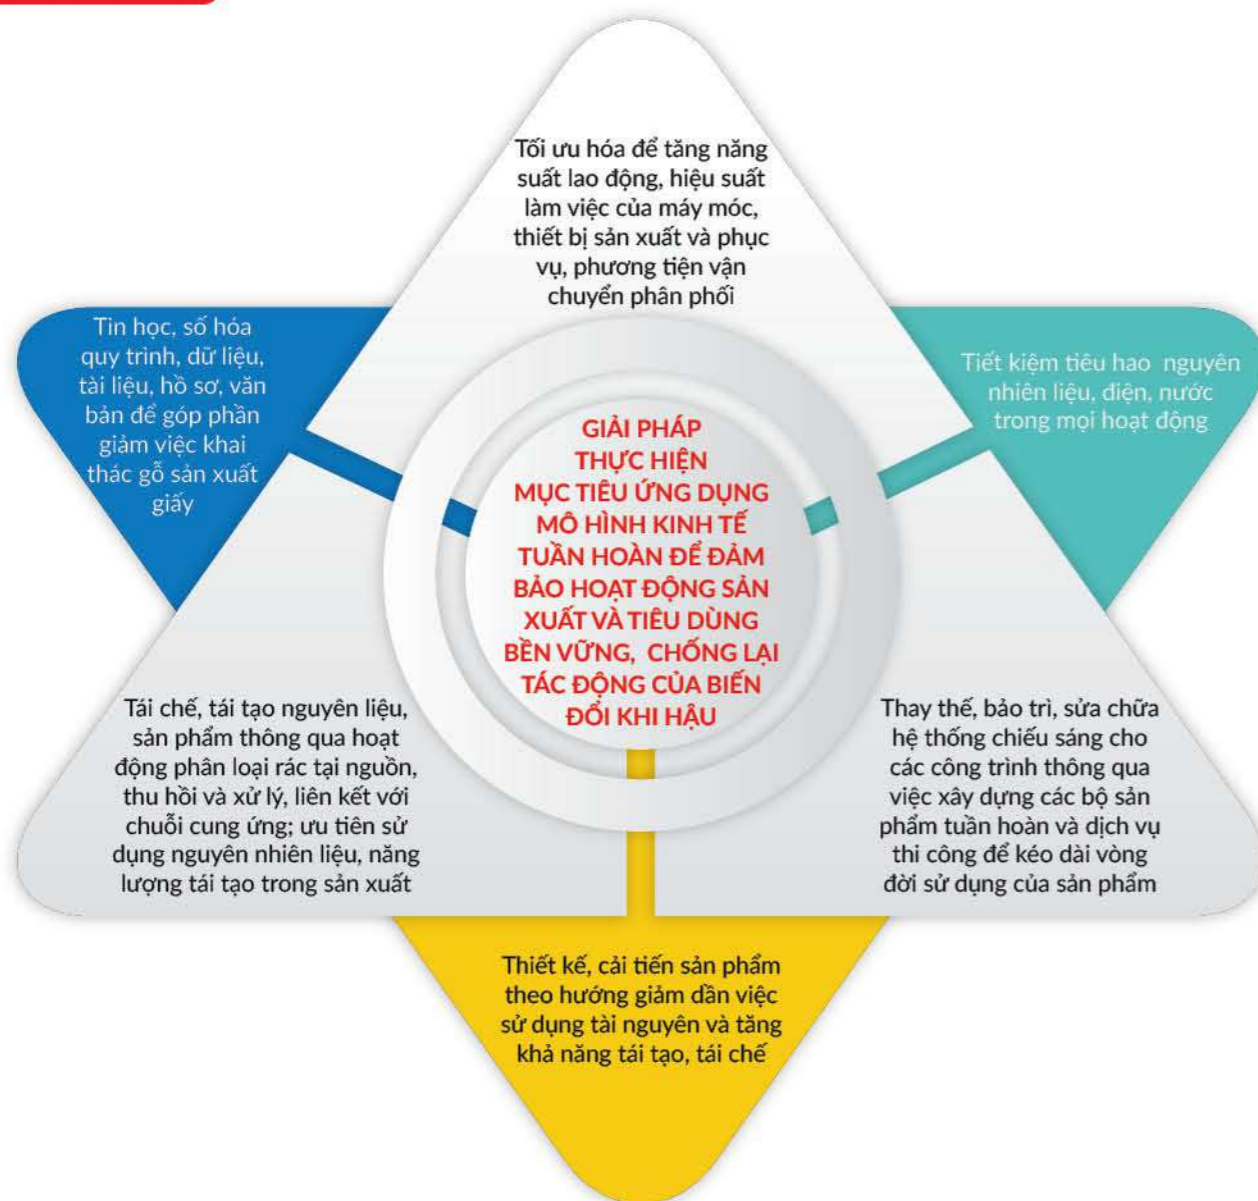 Tối ưu hóa để tăng năng
suất lao động, hiệu suất
làm việc của máy móc,
thiết bị sản xuất và phục
vụ, phương tiện vận
chuyển phân phối
Tin học, số hóa
quy trình, dữ liệu,
tài liệu, hồ sơ, văn
bản để góp phần
giảm việc khai
thác gỗ sản xuất
giấy
Tiết kiệm tiêu hao nguyên
nhiên liệu, điện, nước
trong mọi hoạt động
GIẢI PHÁP
THỰC HIỆN
MỤC TIÊU ỨNG DỤNG
MÔ HÌNH KINH TẾ
TUẦN HOÀN ĐỂ ĐẢM
BẢO HOẠT ĐỘNG SẢN
XUẤT VÀ TIÊU DÙNG
BỀN VỮNG, CHỐNG LẠI
TÁC ĐỘNG CỦA BIẾN
ĐỔI KHI HẬU
Tái chế, tái tạo nguyên liệu,
sản phẩm thông qua hoạt
động phân loại rác tại nguồn,
thu hồi và xử lý, liên kết với
chuỗi cung ứng; ưu tiên sử
dụng nguyên nhiên liệu, năng
lượng tái tạo trong sản xuất
Thay thế, bảo trì, sửa chữa
hệ thống chiếu sáng cho
các công trình thông qua
việc xây dựng các bộ sản
phẩm tuần hoàn và dịch vụ
thi công để kéo dài vòng
đời sử dụng của sản phẩm
Thiết kế, cải tiến sản phẩm
theo hướng giảm dần việc
sử dụng tài nguyên và tăng
khả năng tái tạo, tái chế